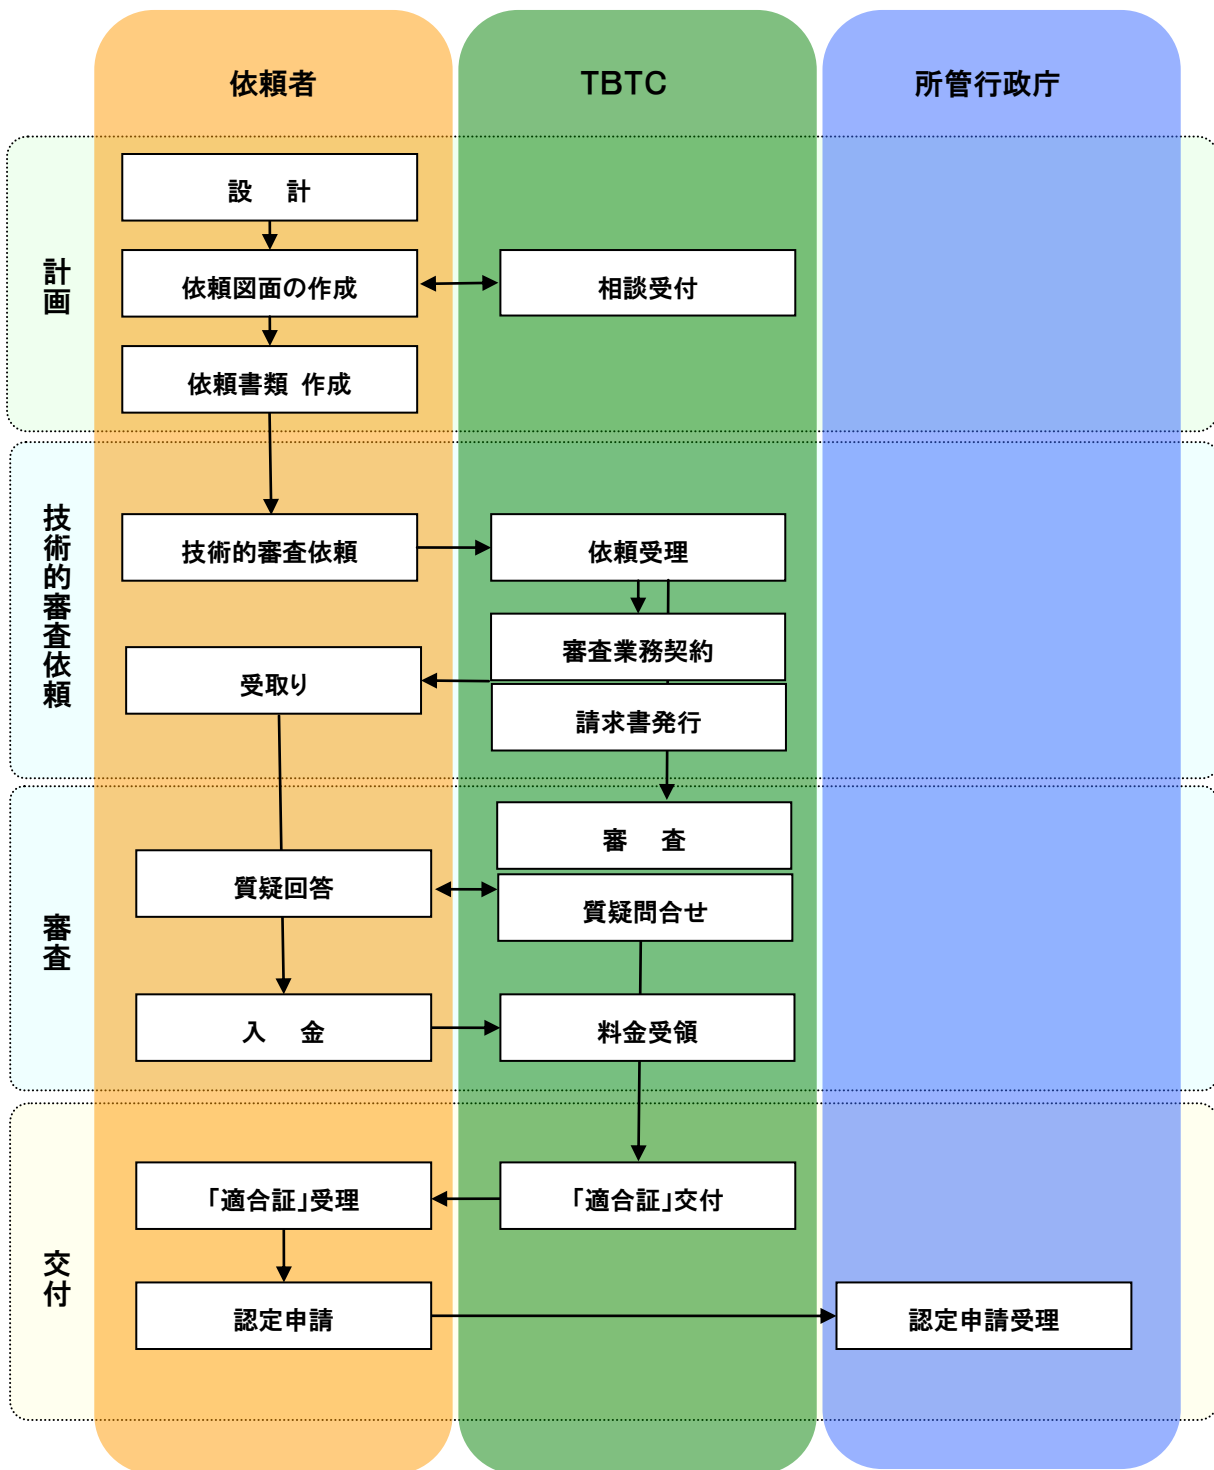 依頼者
TBTC
所管行政庁
計画
設 計
依頼図面の作成
相談受付
依頼書類 作成
技術的審査依頼
技術的審査依頼
依頼受理
審査業務契約
受取り
請求書発行
審査
審 査
質疑回答
質疑問合せ
入 金
料金受領
交付
「適合証」受理
「適合証」交付
認定申請
認定申請受理